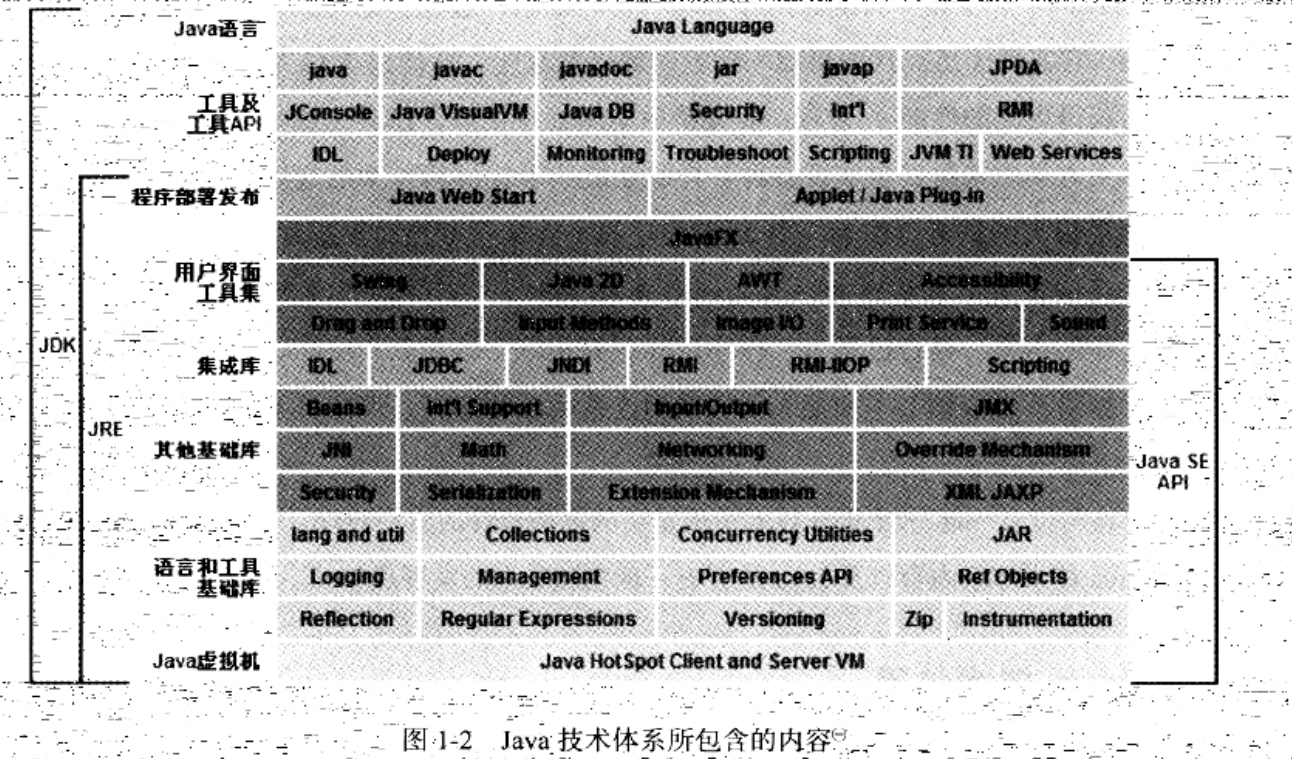 Java语言 Java Language
java javac javadoc jar javap JPDA
工具及
工具API
JConsole Java VisualVM Java DB Security Int'l RMI
IDL Deploy Monitoring Troubleshoot Scripting JVM TI Web Services
程序部署发布 Java Web Start Applet / Java Plug-in
JavaFX
用户界面
工具集
Swing Java 2D AWT Accessibility
Drag and Drop Input Methods Image I/O Print Service Sound
JDK
集成库 IDL JDBC JNDI RMI RMI-IIOP Scripting
Beans Int'l Support Input/Output JMX
JRE
其他基础库 JNI Math Networking Override Mechanism
Java SE
API
Security Serialization Extension Mechanism XML JAXP
lang and util Collections Concurrency Utilities JAR
语言和工具
基础库
Logging Management Preferences API Ref Objects
Reflection Regular Expressions Versioning Zip Instrumentation
Java虚拟机 Java HotSpot Client and Server VM
图 1-2 Java 技术体系所包含的内容㊀